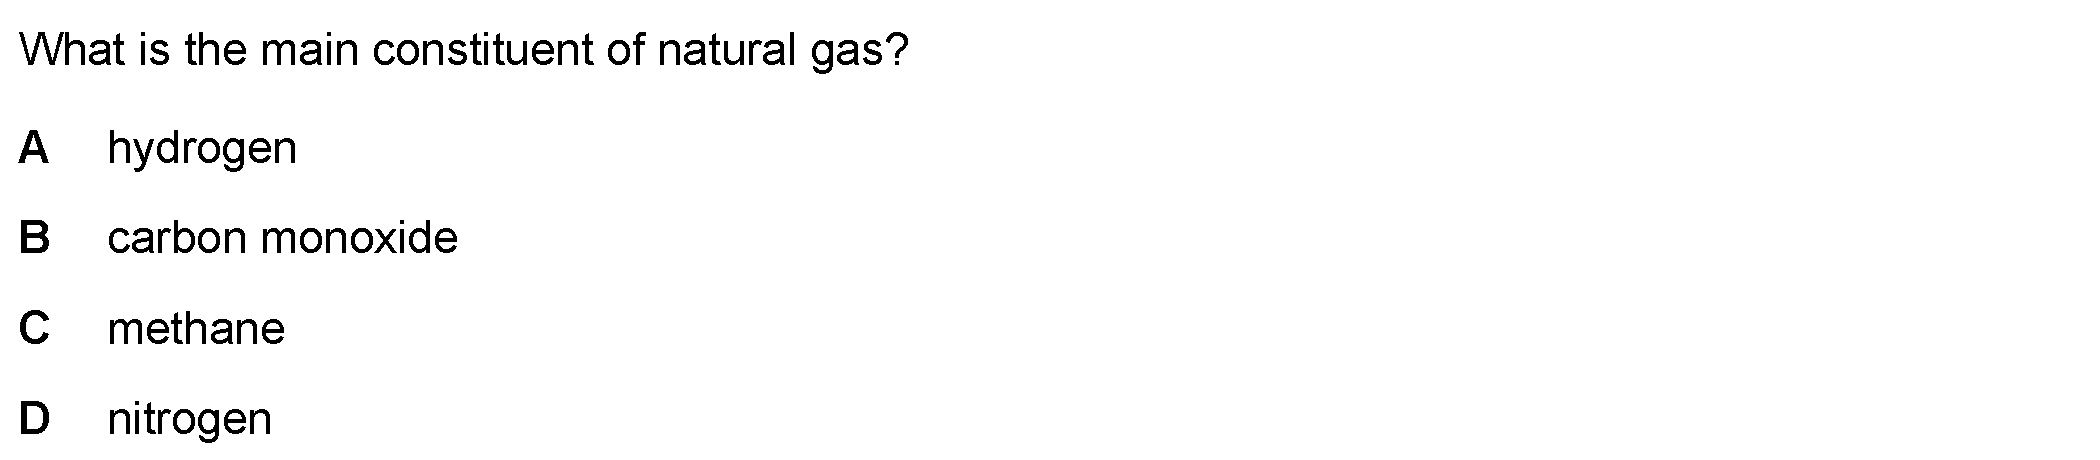 What is the main constituent of natural gas?
A hydrogen
B carbon monoxide
C methane
D nitrogen